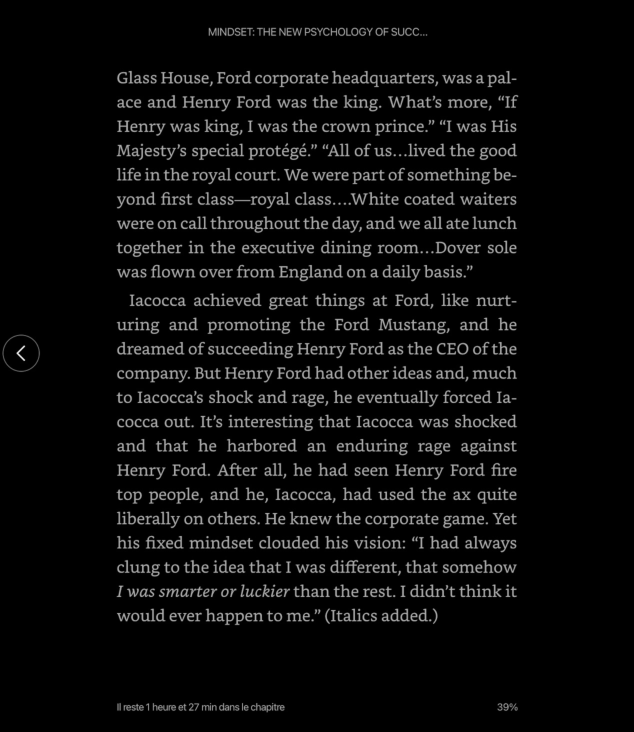 MINDSET: THE NEW PSYCHOLOGY OF SUCC...
Glass House, Ford corporate headquarters, was a pal-
ace and Henry Ford was the king. What’s more, “If
Henry was king, I was the crown prince.” “I was His
Majesty’s special protégé.” “All of us…lived the good
life in the royal court. We were part of something be-
yond first class—royal class….White coated waiters
were on call throughout the day, and we all ate lunch
together in the executive dining room…Dover sole
was flown over from England on a daily basis.”
Iacocca achieved great things at Ford, like nurt-
uring and promoting the Ford Mustang, and he
dreamed of succeeding Henry Ford as the CEO of the
company. But Henry Ford had other ideas and, much
to Iacocca’s shock and rage, he eventually forced Ia-
cocca out. It’s interesting that Iacocca was shocked
and that he harbored an enduring rage against
Henry Ford. After all, he had seen Henry Ford fire
top people, and he, Iacocca, had used the ax quite
liberally on others. He knew the corporate game. Yet
his fixed mindset clouded his vision: “I had always
clung to the idea that I was different, that somehow
I was smarter or luckier than the rest. I didn’t think it
would ever happen to me.” (Italics added.)
Il reste 1 heure et 27 min dans le chapitre
39%